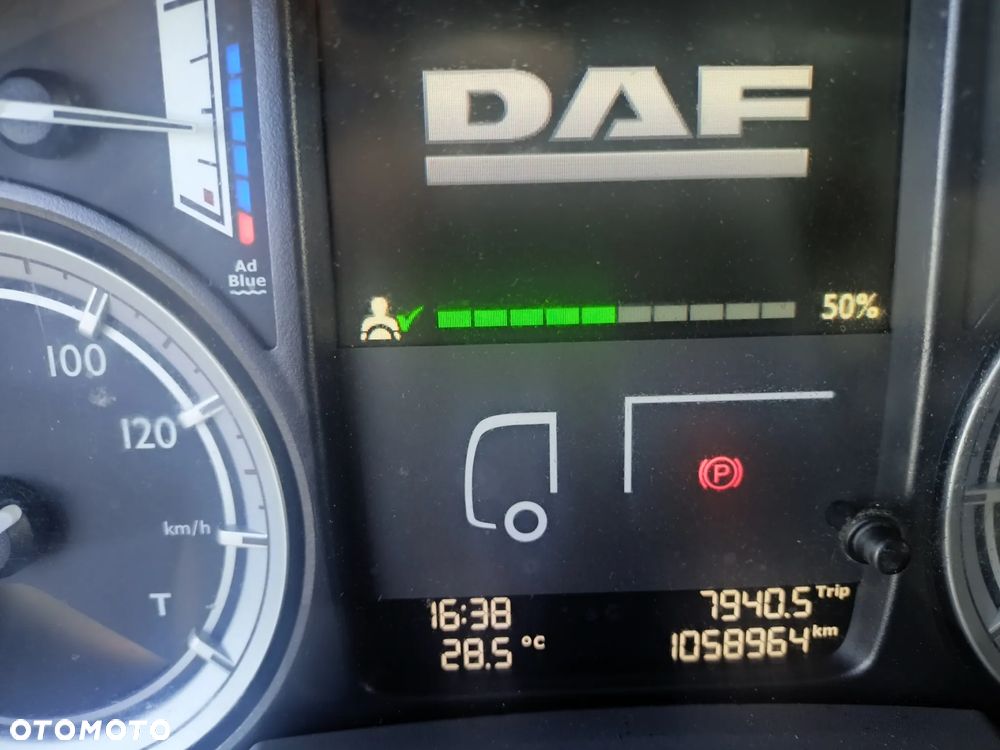 DAF
Ad
Blue
50%
100
120
km/h
T
P
16:38
7940.5 Trip
28.5 °C
1058964 km
OTOMOTO